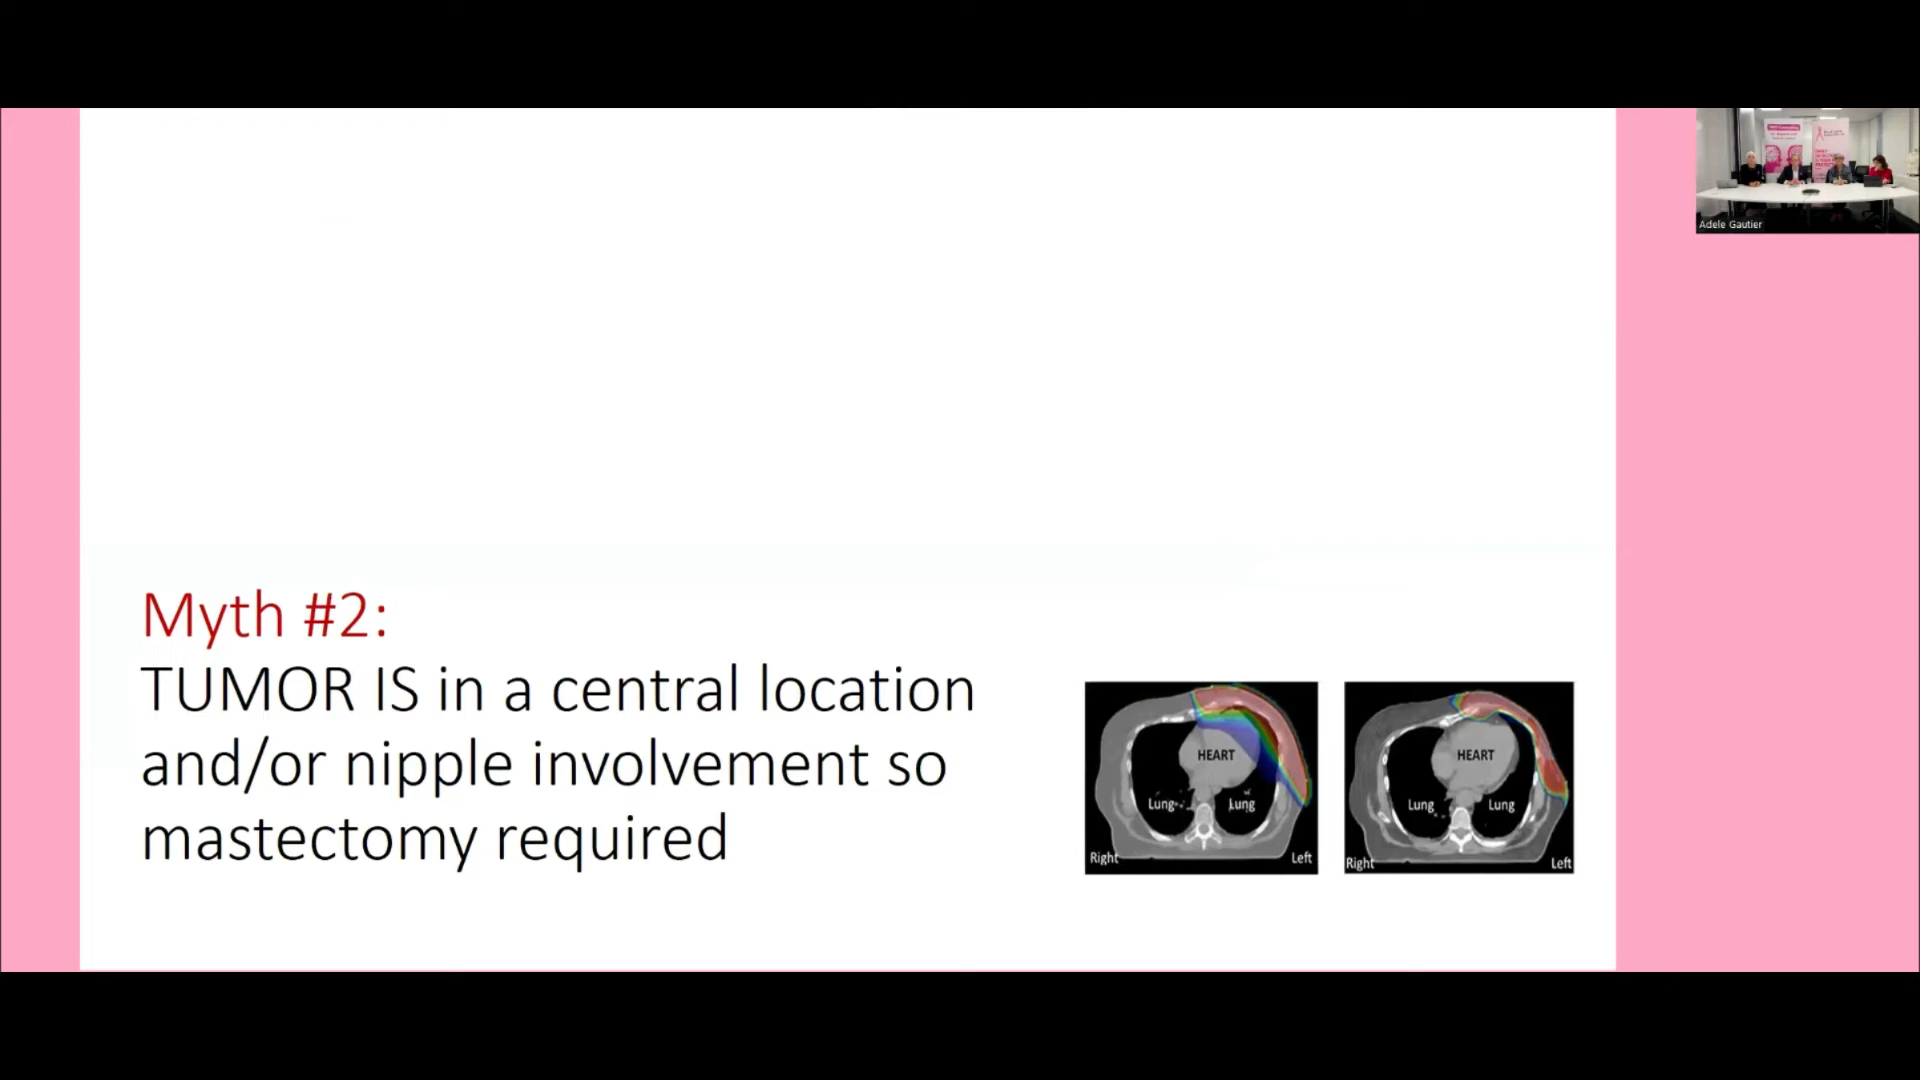 Adele Gautier
Myth #2:
TUMOR IS in a central location
and/or nipple involvement so
mastectomy required
HEART
Lung
Lung
Right
Left
HEART
Lung
Lung
Right
Left